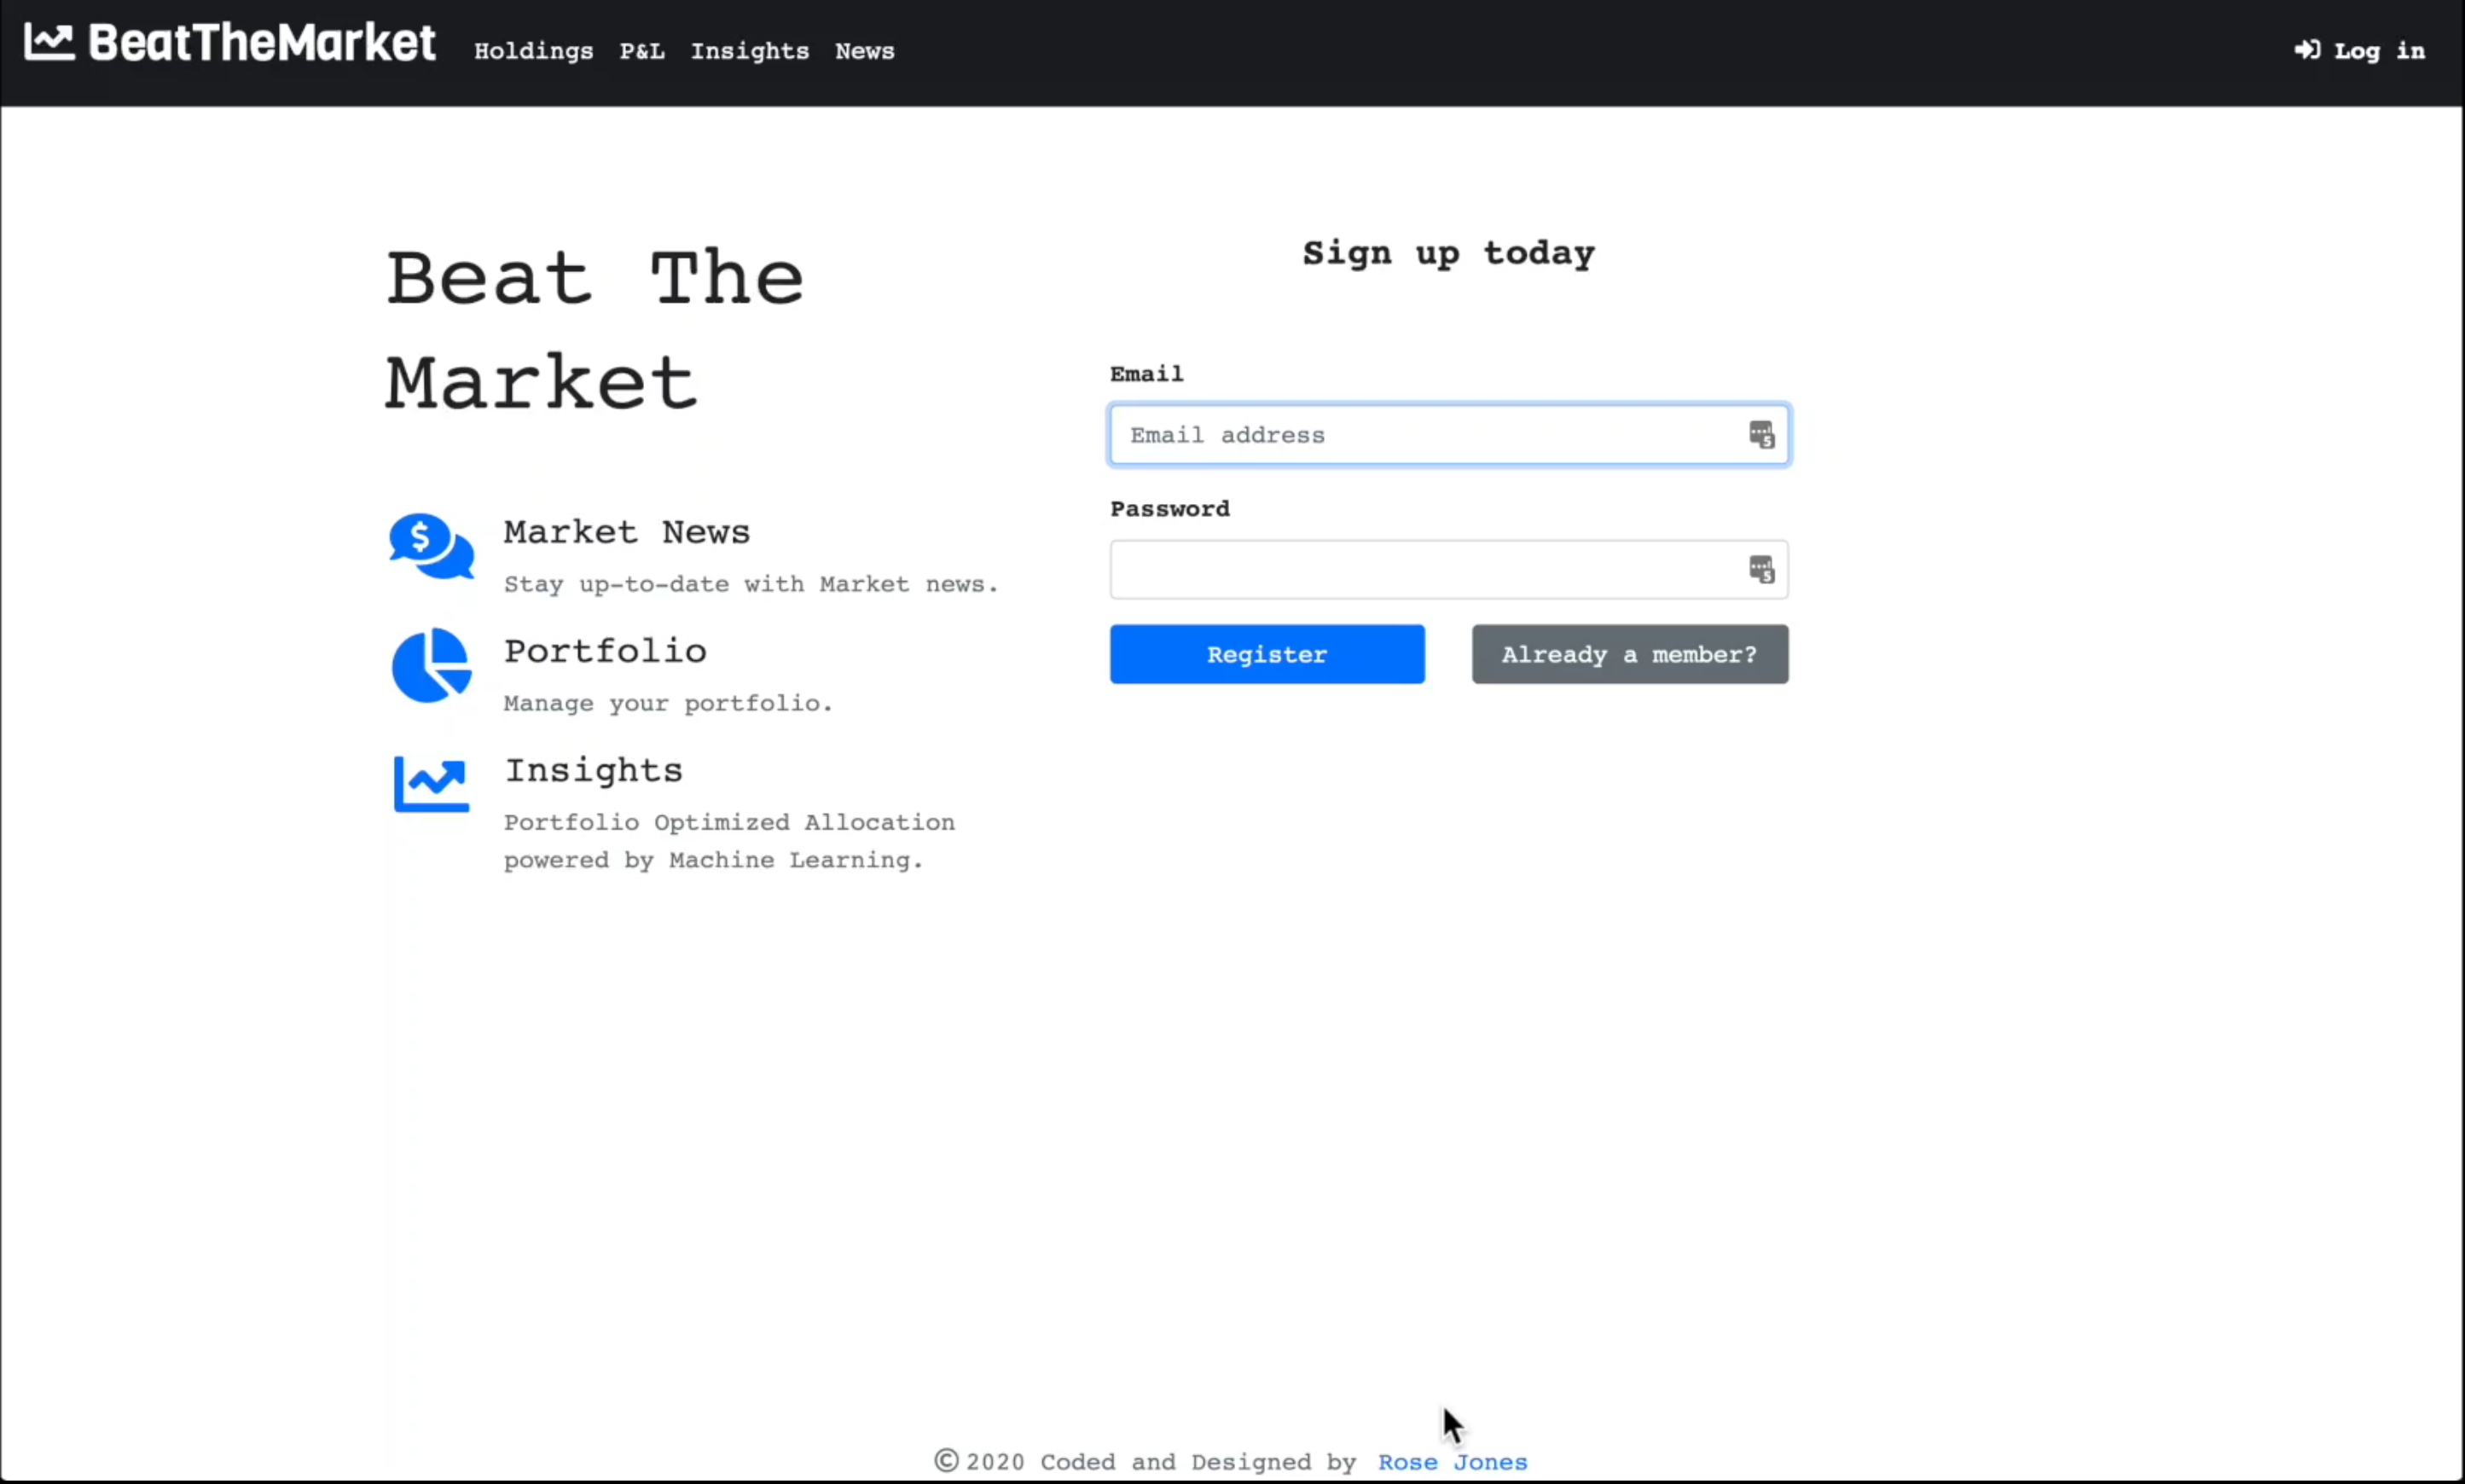 BeatTheMarket Holdings P&L Insights News Log in
Beat The
Market
Market News
Stay up-to-date with Market news.
Portfolio
Manage your portfolio.
Insights
Portfolio Optimized Allocation
powered by Machine Learning.
Sign up today
Email
Email address
Password
Register Already a member?
©2020 Coded and Designed by Rose Jones